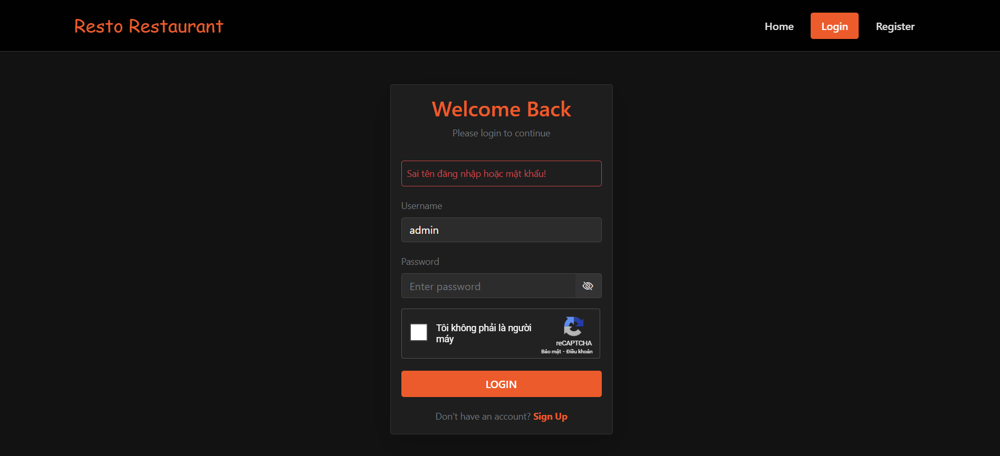 Resto Restaurant
Home
Login
Register
Welcome Back
Please login to continue
Sai tên đăng nhập hoặc mật khẩu!
Username
admin
Password
Enter password
Tôi không phải là người
máy
reCAPTCHA
Bảo mật - Điều khoản
LOGIN
Don't have an account? Sign Up